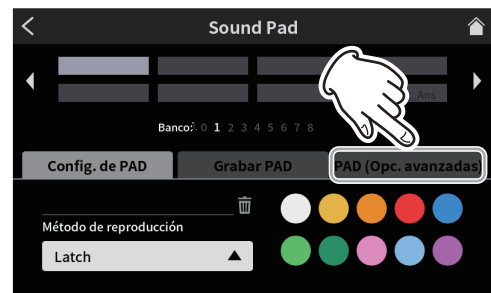 Sound Pad
Ans
Banco: 0 1 2 3 4 5 6 7 8
Config. de PAD
Grabar PAD
PAD (Opc. avanzadas)
Método de reproducción
Latch